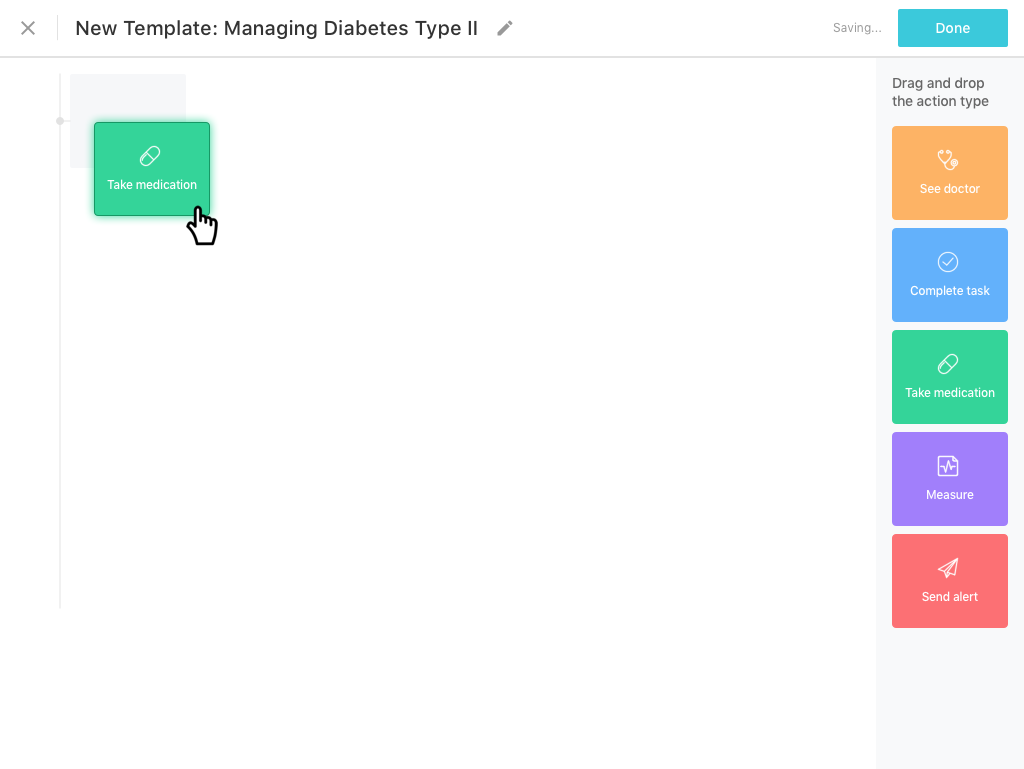 New Template: Managing Diabetes Type II
Saving...
Done
Drag and drop
the action type
Take medication
See doctor
Complete task
Take medication
Measure
Send alert